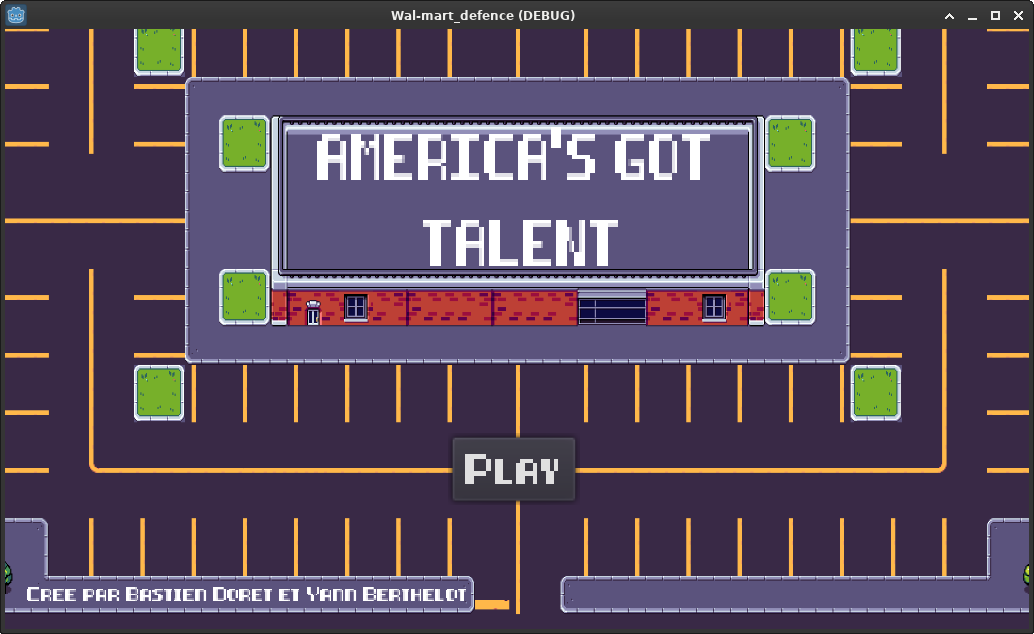 Wal-mart_defence (DEBUG)
AMERICA'S GOT
TALENT
PLAY
CREE PAR BASTIEN DORET ET YANN BERTHELOT